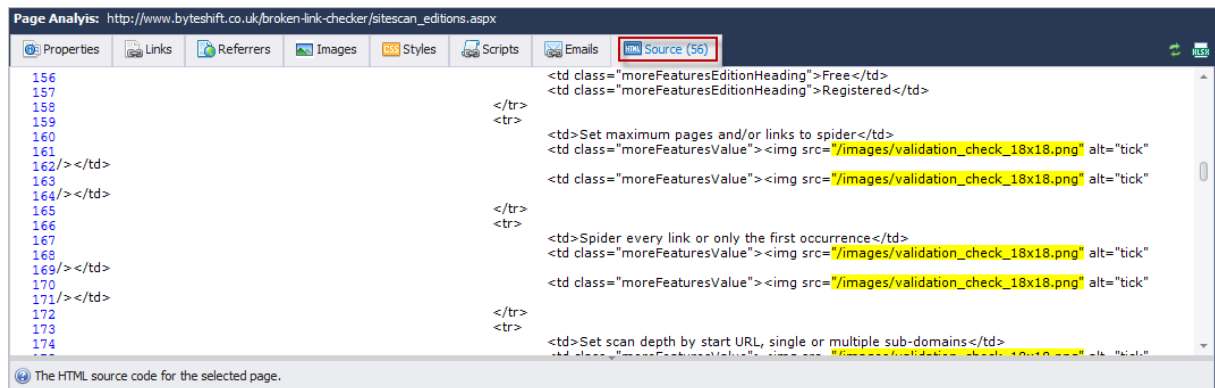 Page Analyis: http://www.byteshift.co.uk/broken-link-checker/sitescan_editions.aspx
Properties Links Referrers Images CSS Styles Scripts Emails HTML Source (56) XLSX
156 <td class="moreFeaturesEditionHeading">Free</td>
157 <td class="moreFeaturesEditionHeading">Registered</td>
158 </tr>
159 <tr>
160 <td>Set maximum pages and/or links to spider</td>
161 <td class="moreFeaturesValue"><img src="/images/validation_check_18x18.png" alt="tick"
162/></td>
163 <td class="moreFeaturesValue"><img src="/images/validation_check_18x18.png" alt="tick"
164/></td>
165 </tr>
166 <tr>
167 <td>Spider every link or only the first occurrence</td>
168 <td class="moreFeaturesValue"><img src="/images/validation_check_18x18.png" alt="tick"
169/></td>
170 <td class="moreFeaturesValue"><img src="/images/validation_check_18x18.png" alt="tick"
171/></td>
172 </tr>
173 <tr>
174 <td>Set scan depth by start URL, single or multiple sub-domains</td>
The HTML source code for the selected page.